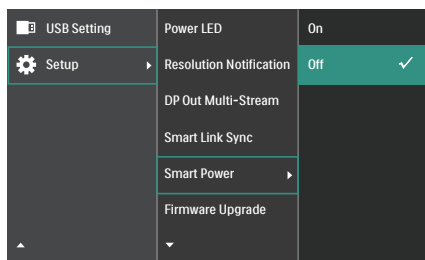 USB Setting
Setup
Power LED
Resolution Notification
DP Out Multi-Stream
Smart Link Sync
Smart Power
Firmware Upgrade
On
Off